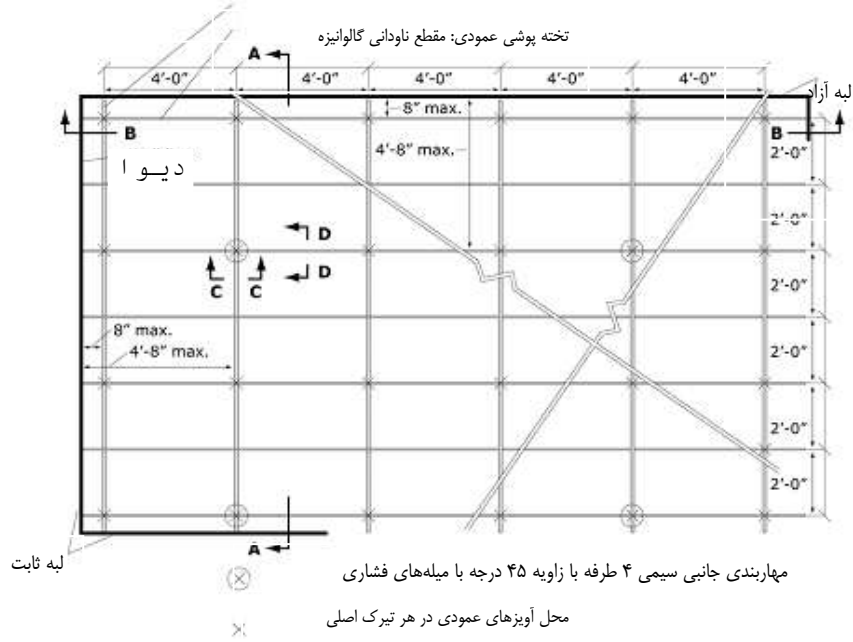 تخته پوشی عمودی: مقطع ناودانی گالوانیزه
A
4'-0" 4'-0" 4'-0" 4'-0" 4'-0"
لبه آزاد
8" max.
B B
4'-8" max.
2'-0"
دیــو ا
2'-0"
D
D
C C
2'-0"
8" max.
4'-8" max.
2'-0"
2'-0"
2'-0"
A
لبه ثابت
مهاربندی جانبی سیمی ۴ طرفه با زاویه ۴۵ درجه با میله‌های فشاری
محل آویزهای عمودی در هر تیرک اصلی